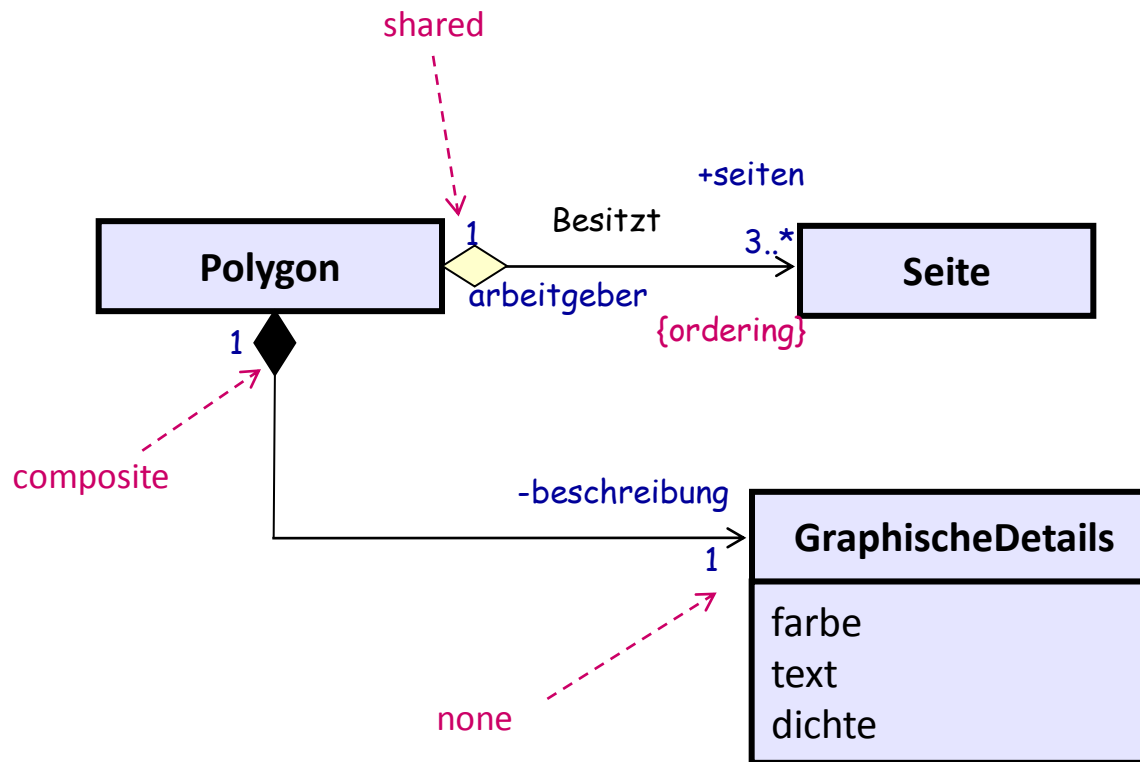 shared
+seiten
Besitzt
1
3..*
Polygon
Seite
arbeitgeber
{ordering}
1
composite
-beschreibung
GraphischeDetails
1
farbe
text
none
dichte